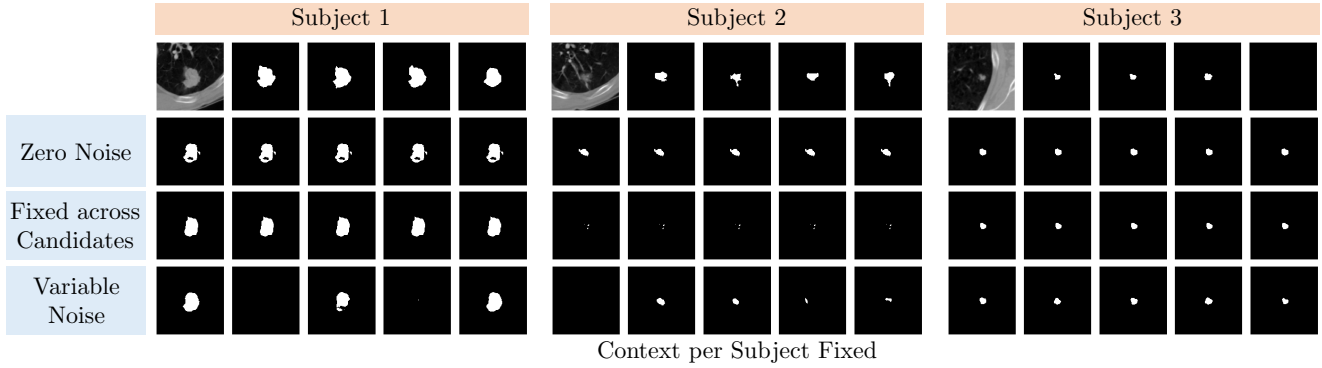 Subject 1
Subject 2
Subject 3
Zero Noise
Fixed across
Candidates
Variable
Noise
Context per Subject Fixed